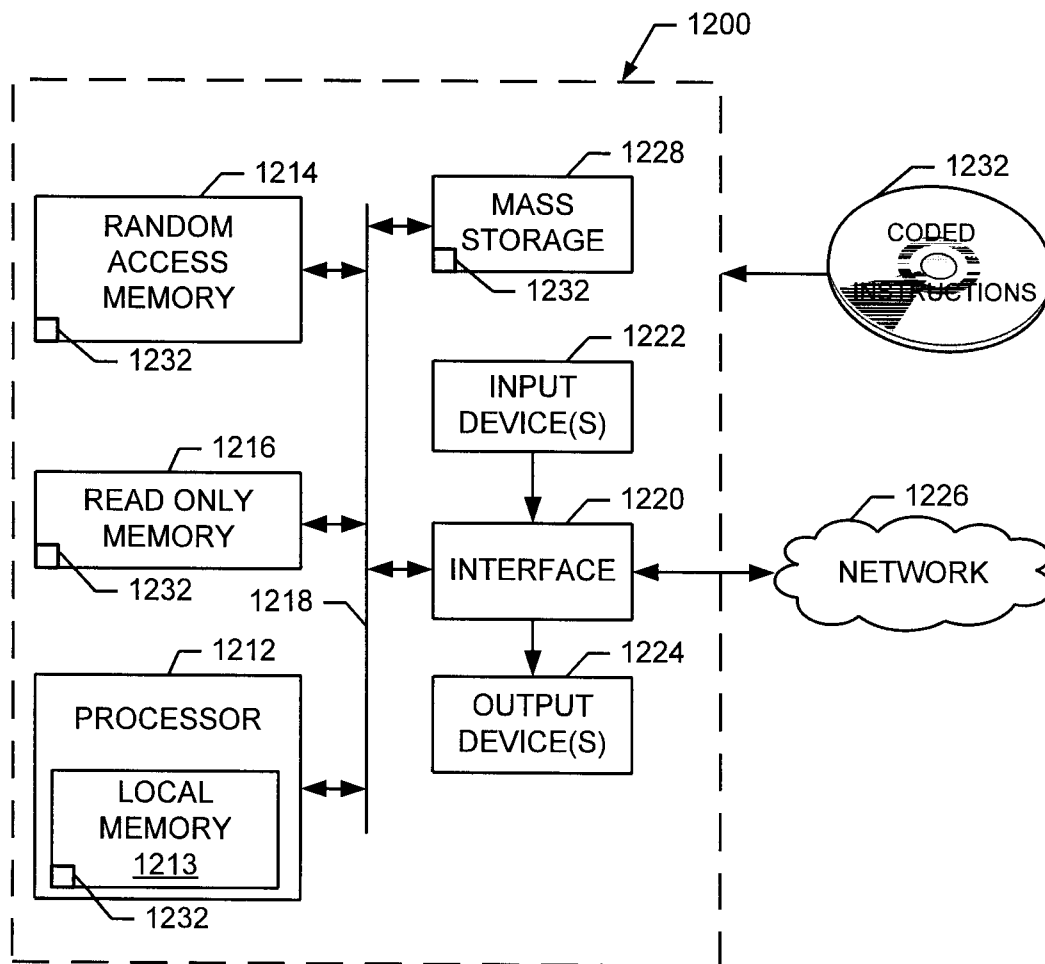 1200
1214
RANDOM
ACCESS
MEMORY
1232
1228
MASS
STORAGE
1232
1232
CODED
INSTRUCTIONS
1222
INPUT
DEVICE(S)
1216
READ ONLY
MEMORY
1232
1220
INTERFACE
1226
NETWORK
1218
1212
PROCESSOR
LOCAL
MEMORY
1213
1232
1224
OUTPUT
DEVICE(S)